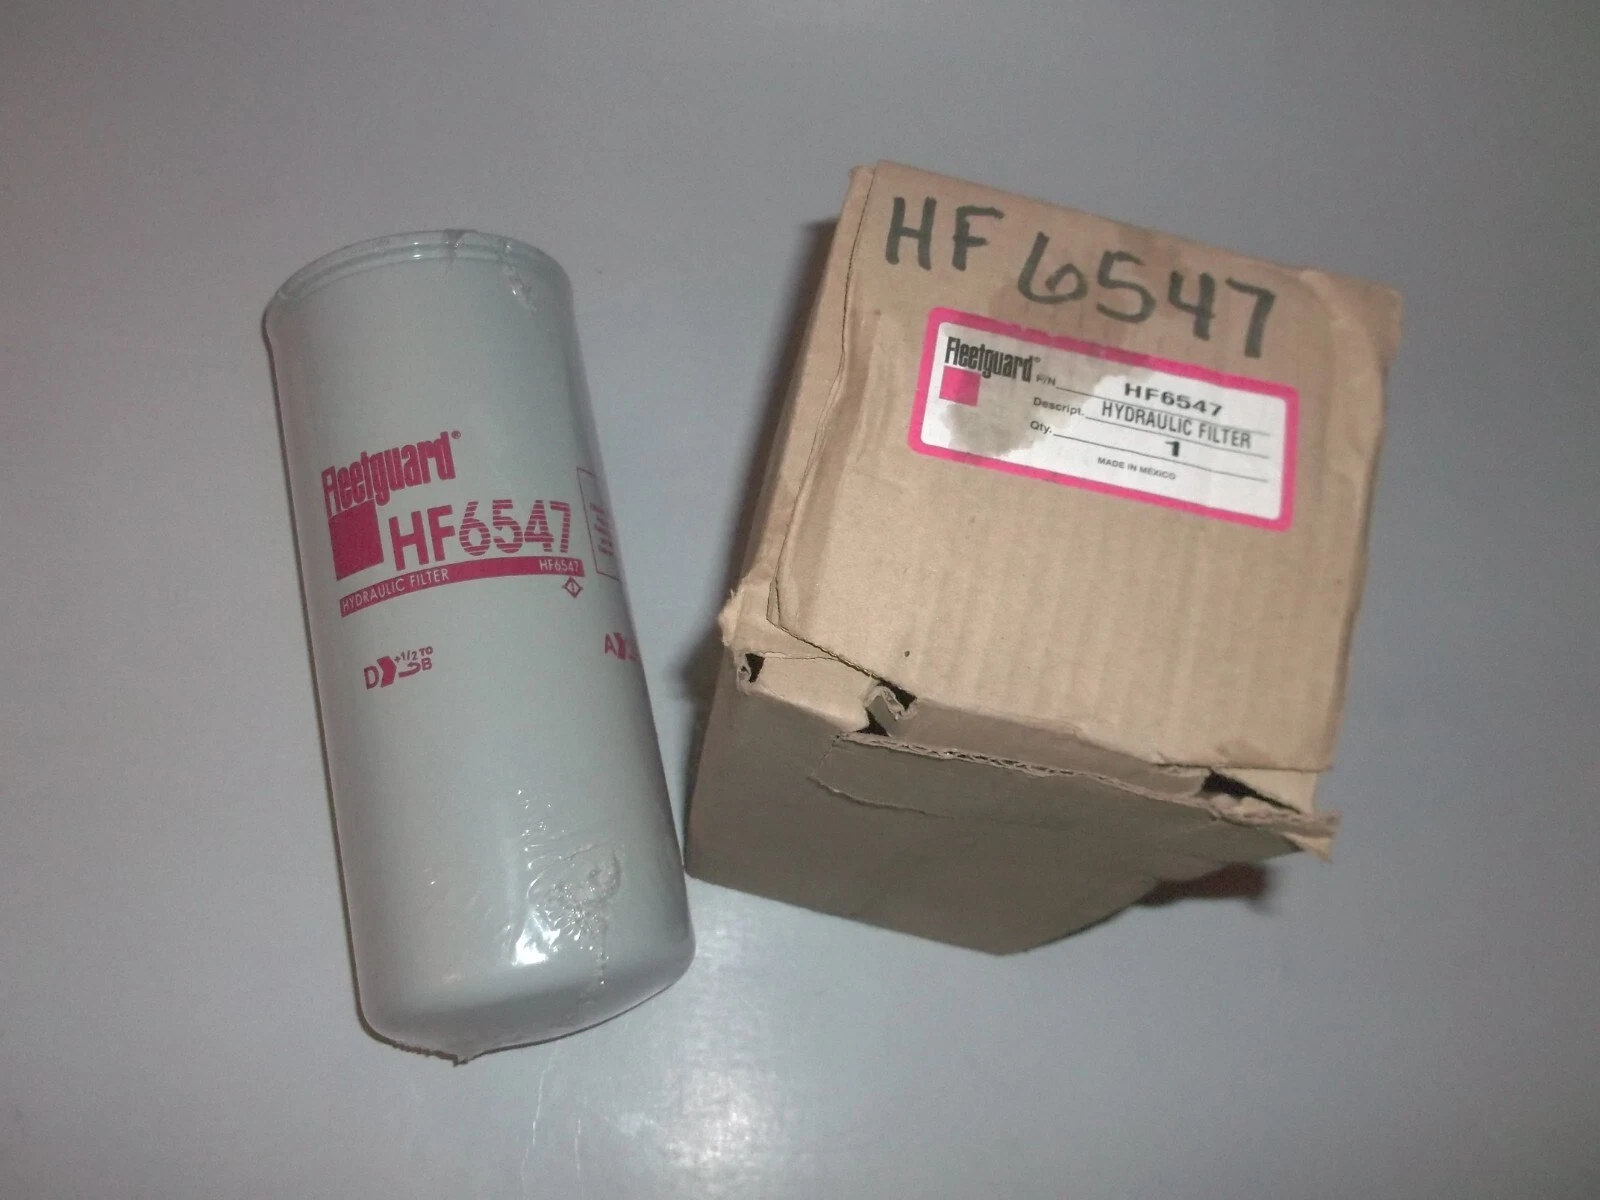 Fleetguard®
HF6547
HYDRAULIC FILTER HF6547
D +1/2 TO B
A
HF 6547
Fleetguard®
P/N HF6547
Descript. HYDRAULIC FILTER
Qty. 1
MADE IN MEXICO